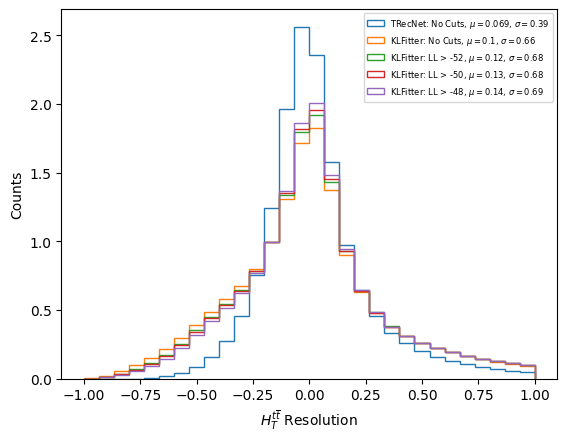 TRecNet: No Cuts, μ = 0.069, σ = 0.39
KLFitter: No Cuts, μ = 0.1, σ = 0.66
KLFitter: LL > -52, μ = 0.12, σ = 0.68
KLFitter: LL > -50, μ = 0.13, σ = 0.68
KLFitter: LL > -48, μ = 0.14, σ = 0.69
2.5
2.0
1.5
1.0
0.5
0.0
Counts
−1.00 −0.75 −0.50 −0.25 0.00 0.25 0.50 0.75 1.00
$H_T^{t\bar{t}}$ Resolution